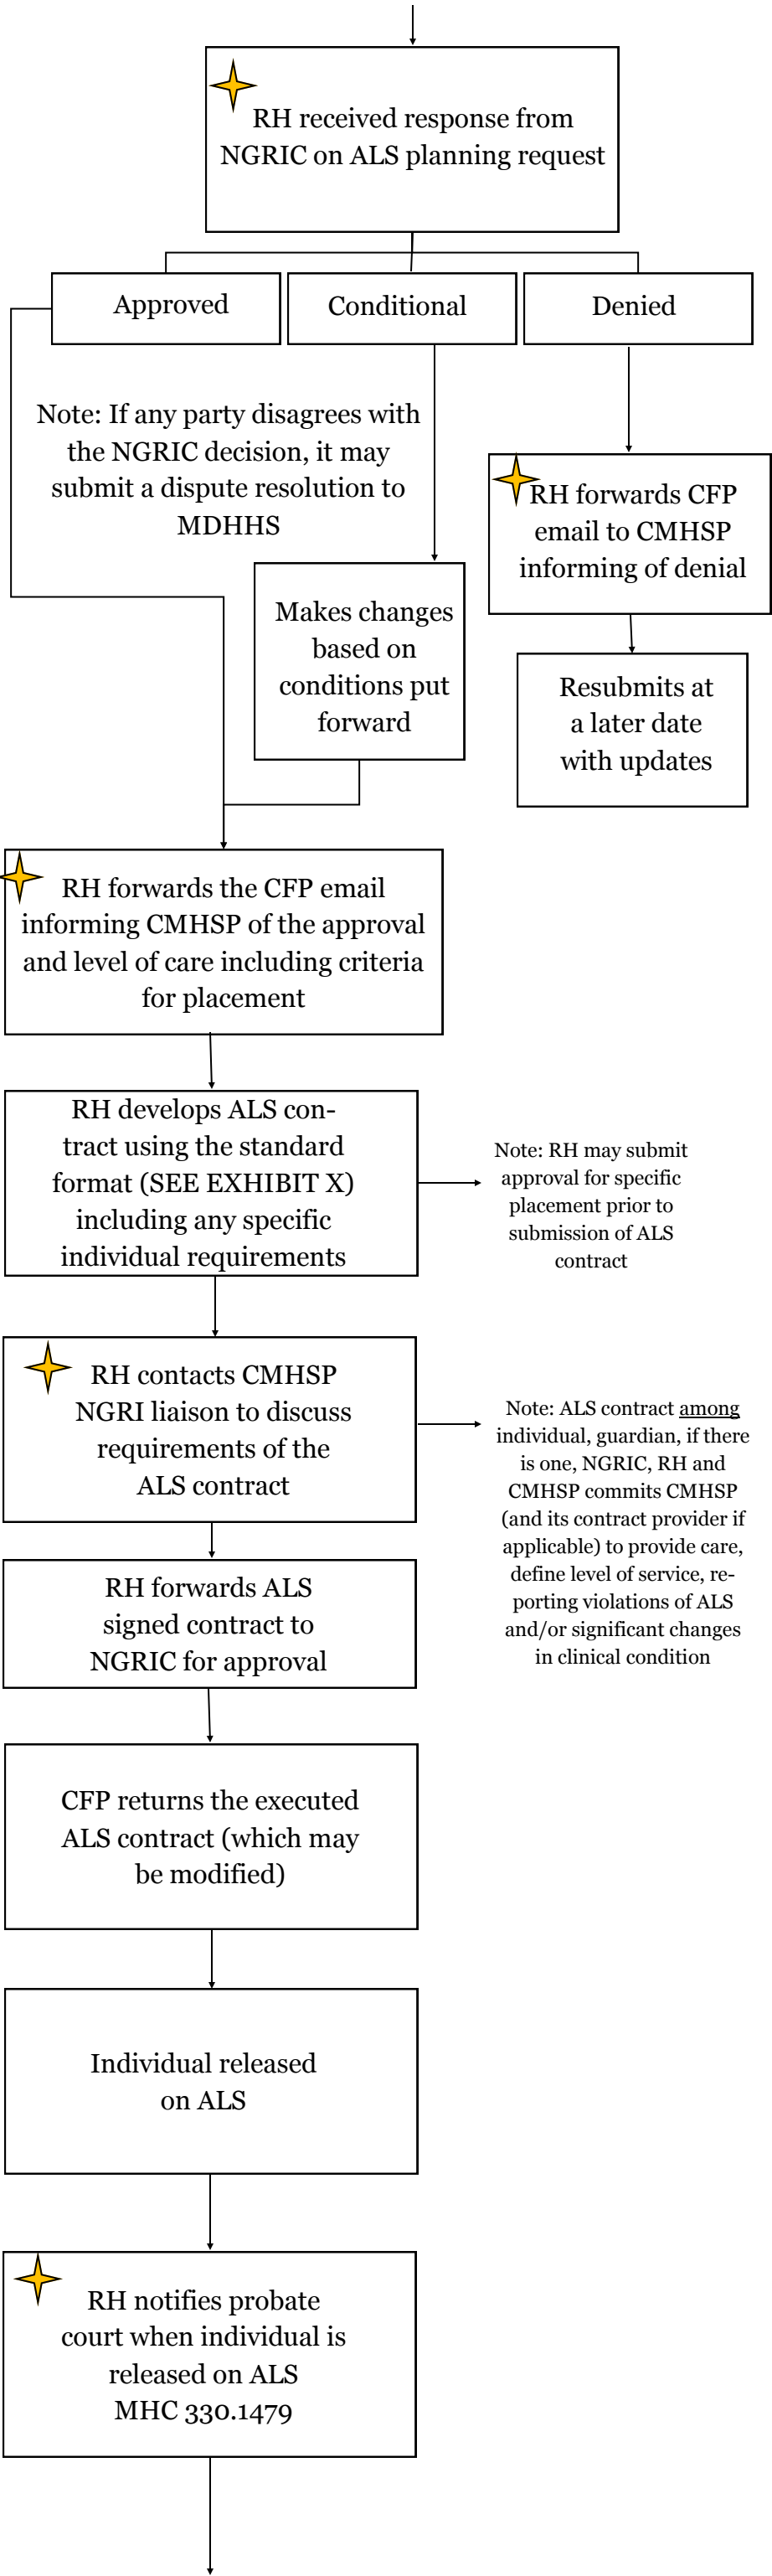 RH received response from
NGRIC on ALS planning request
Approved
Conditional
Denied
Note: If any party disagrees with
the NGRIC decision, it may
submit a dispute resolution to
MDHHS
RH forwards CFP
email to CMHSP
informing of denial
Makes changes
based on
conditions put
forward
Resubmits at
a later date
with updates
RH forwards the CFP email
informing CMHSP of the approval
and level of care including criteria
for placement
RH develops ALS con-
tract using the standard
format (SEE EXHIBIT X)
including any specific
individual requirements
Note: RH may submit
approval for specific
placement prior to
submission of ALS
contract
RH contacts CMHSP
NGRI liaison to discuss
requirements of the
ALS contract
Note: ALS contract among
individual, guardian, if there
is one, NGRIC, RH and
CMHSP commits CMHSP
(and its contract provider if
applicable) to provide care,
define level of service, re-
porting violations of ALS
and/or significant changes
in clinical condition
RH forwards ALS
signed contract to
NGRIC for approval
CFP returns the executed
ALS contract (which may
be modified)
Individual released
on ALS
RH notifies probate
court when individual is
released on ALS
MHC 330.1479